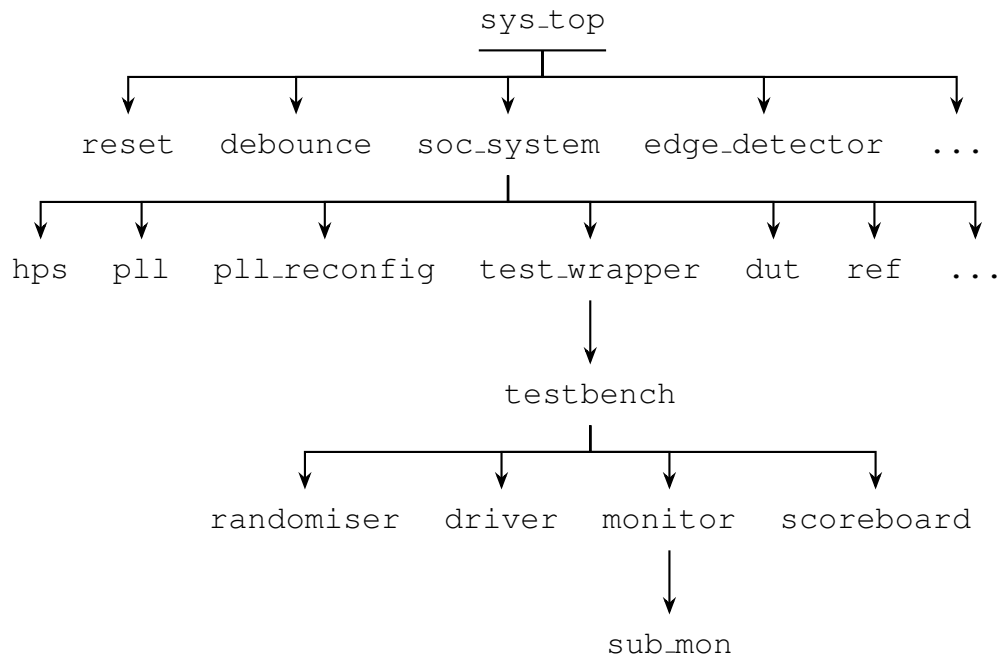 sys_top
reset debounce soc_system edge_detector ...
hps pll pll_reconfig test_wrapper dut ref ...
testbench
randomiser driver monitor scoreboard
sub_mon